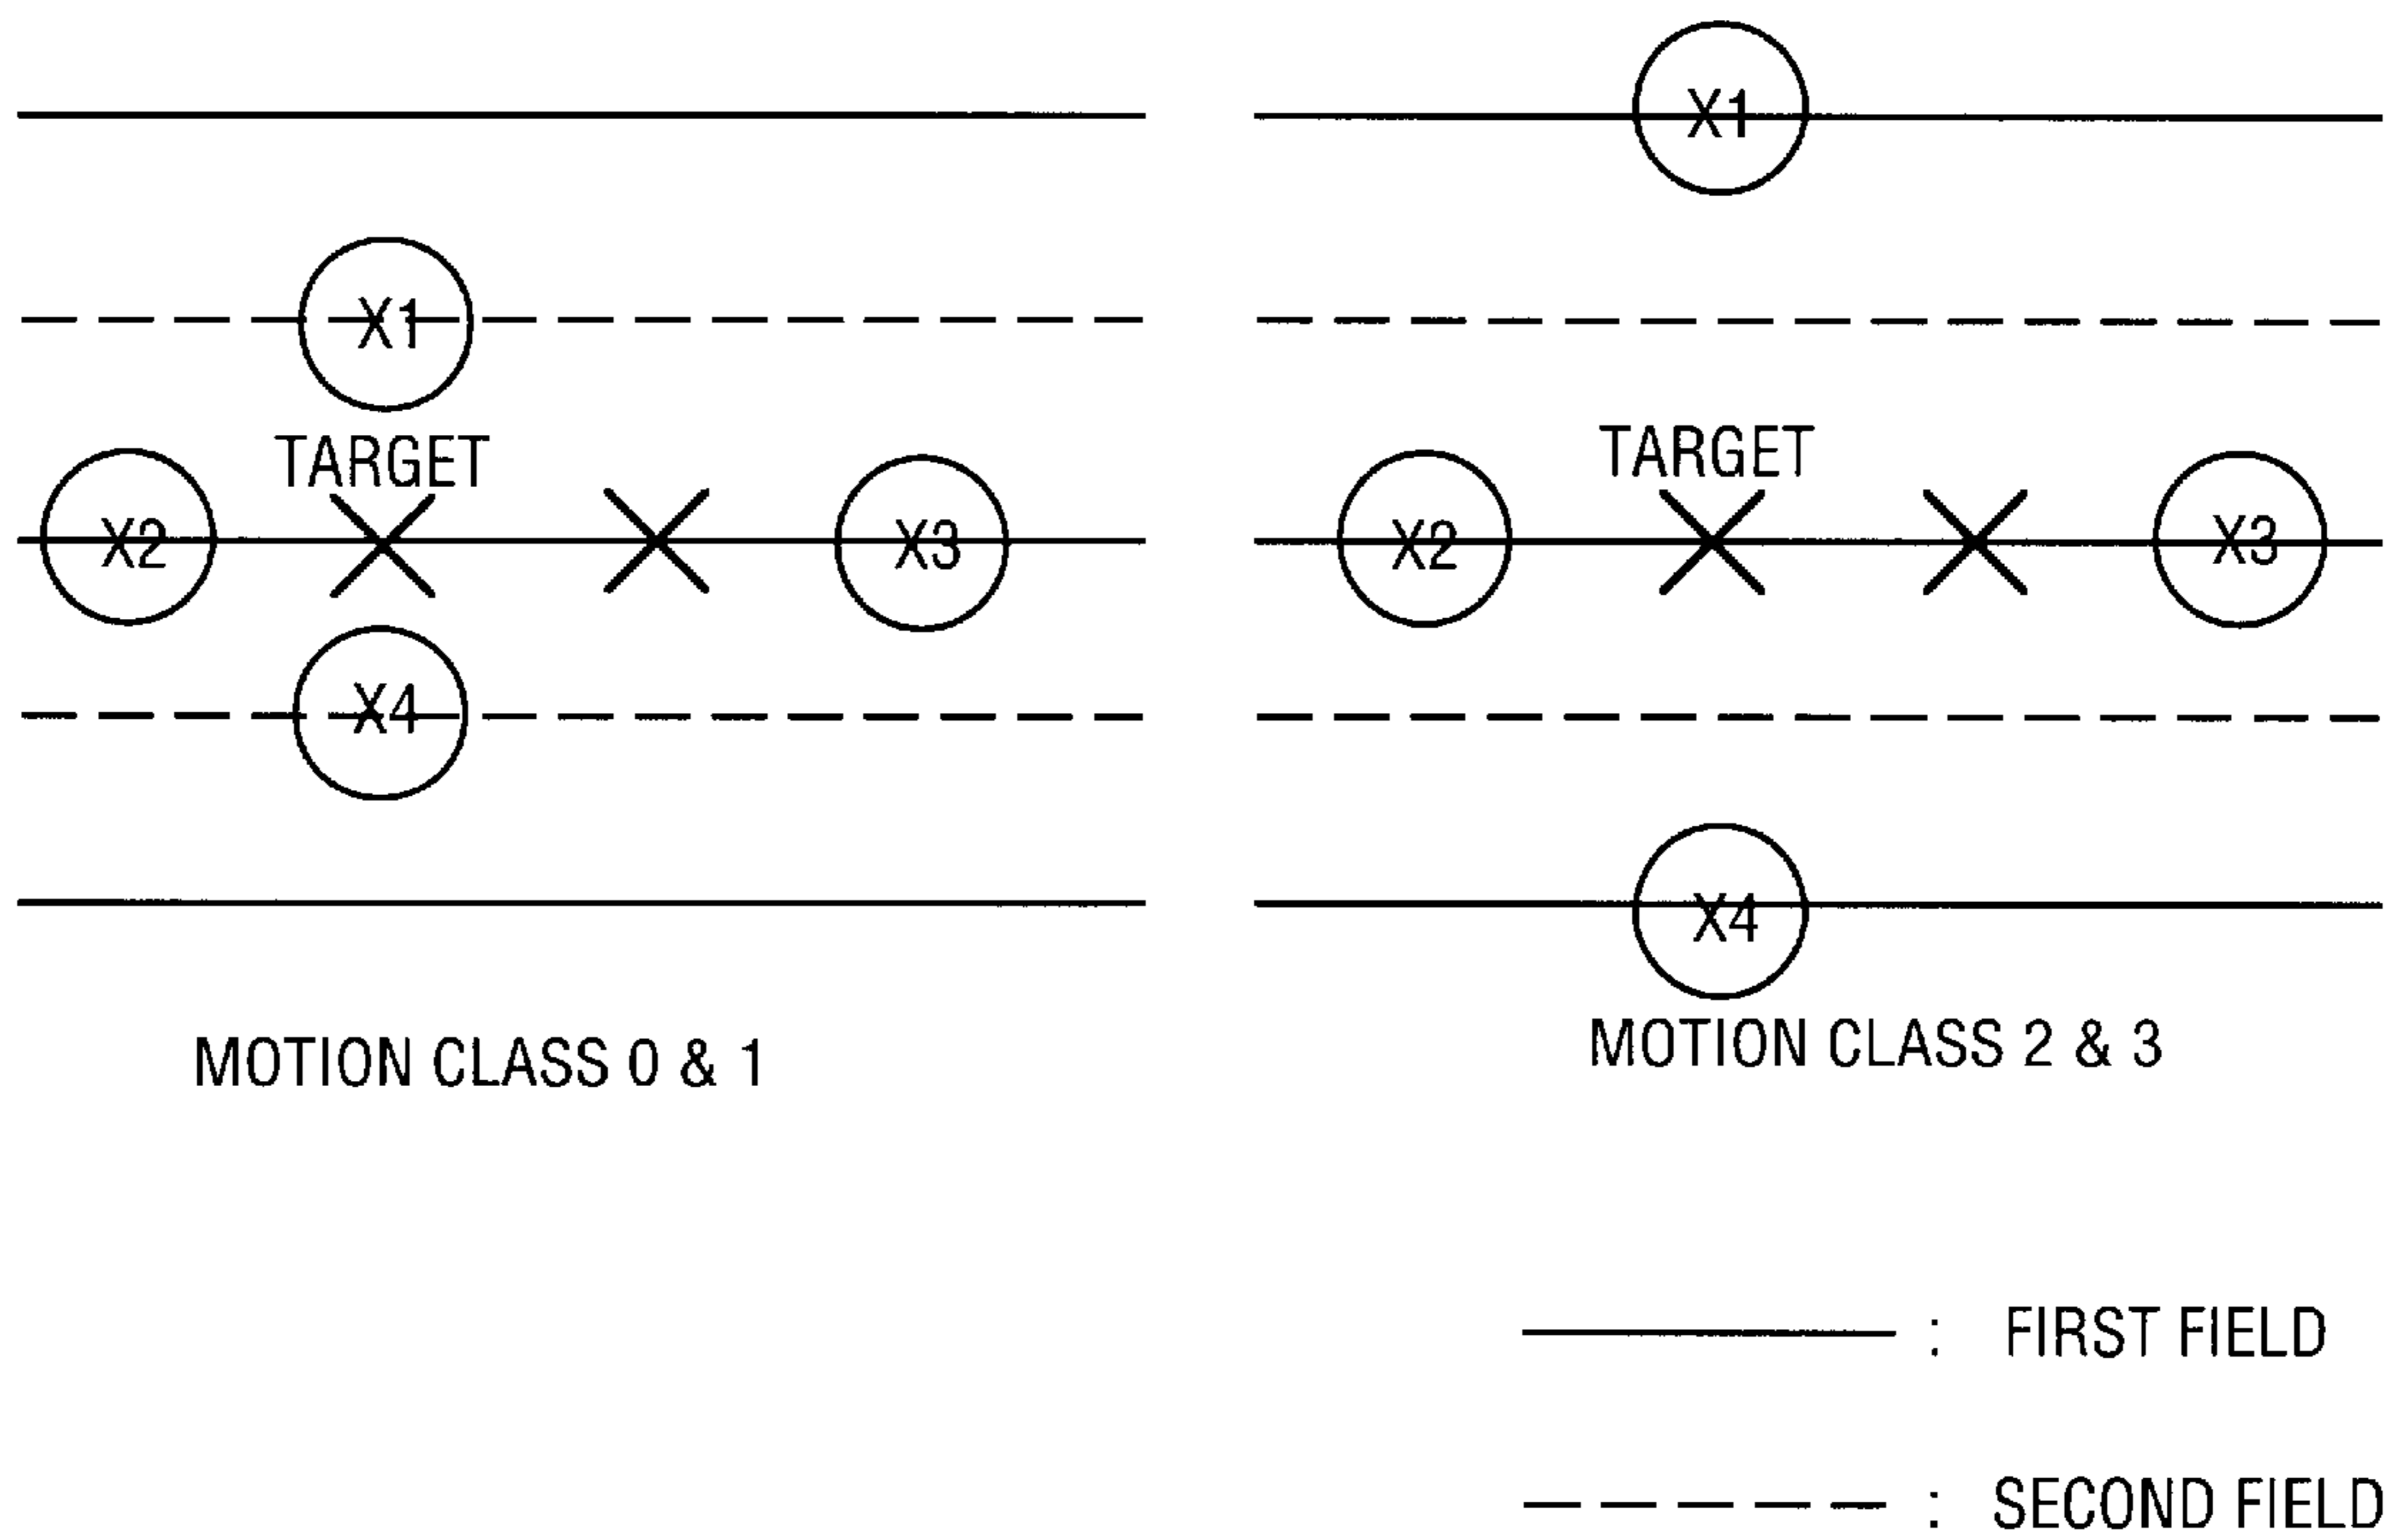 X1
X1
TARGET
TARGET
X2
X3
X2
X3
X4
X4
MOTION CLASS 0 & 1
MOTION CLASS 2 & 3
: FIRST FIELD
: SECOND FIELD